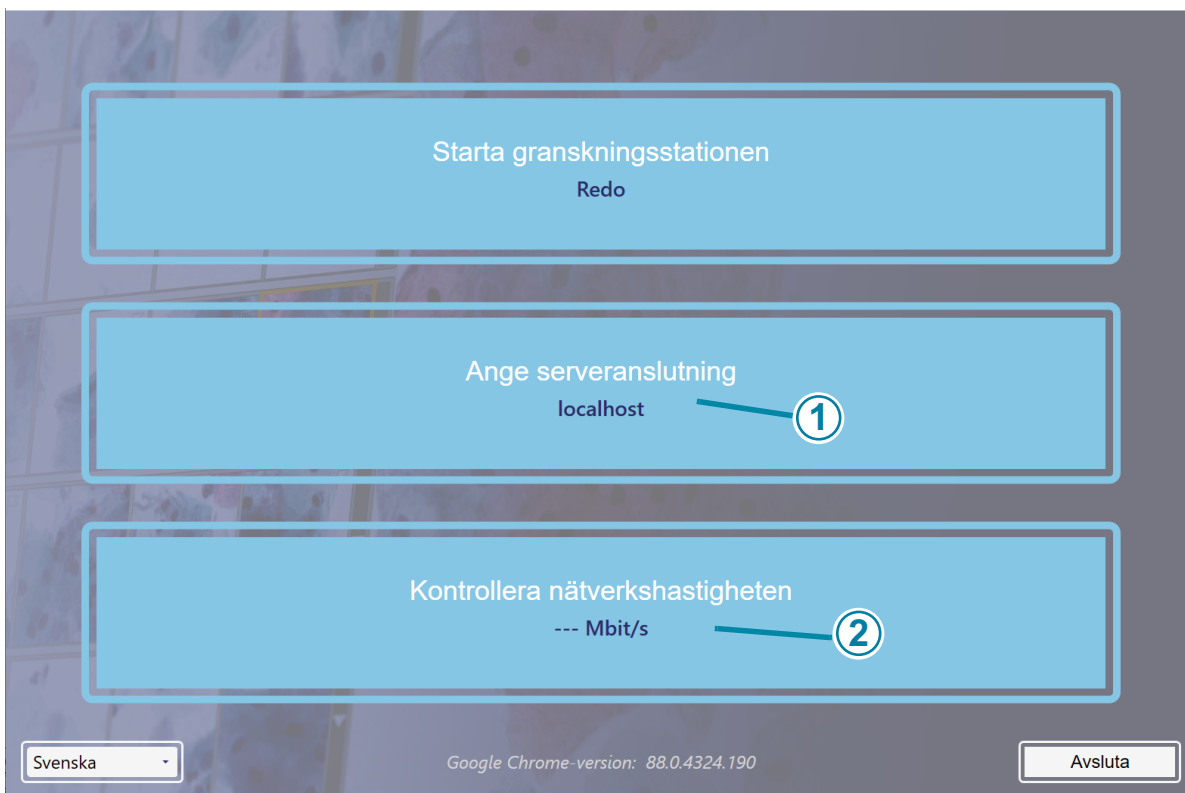 Starta granskningsstationen
Redo
Ange serveranslutning
localhost
1
Kontrollera nätverkshastigheten
--- Mbit/s
2
Svenska
Google Chrome-version: 88.0.4324.190
Avsluta